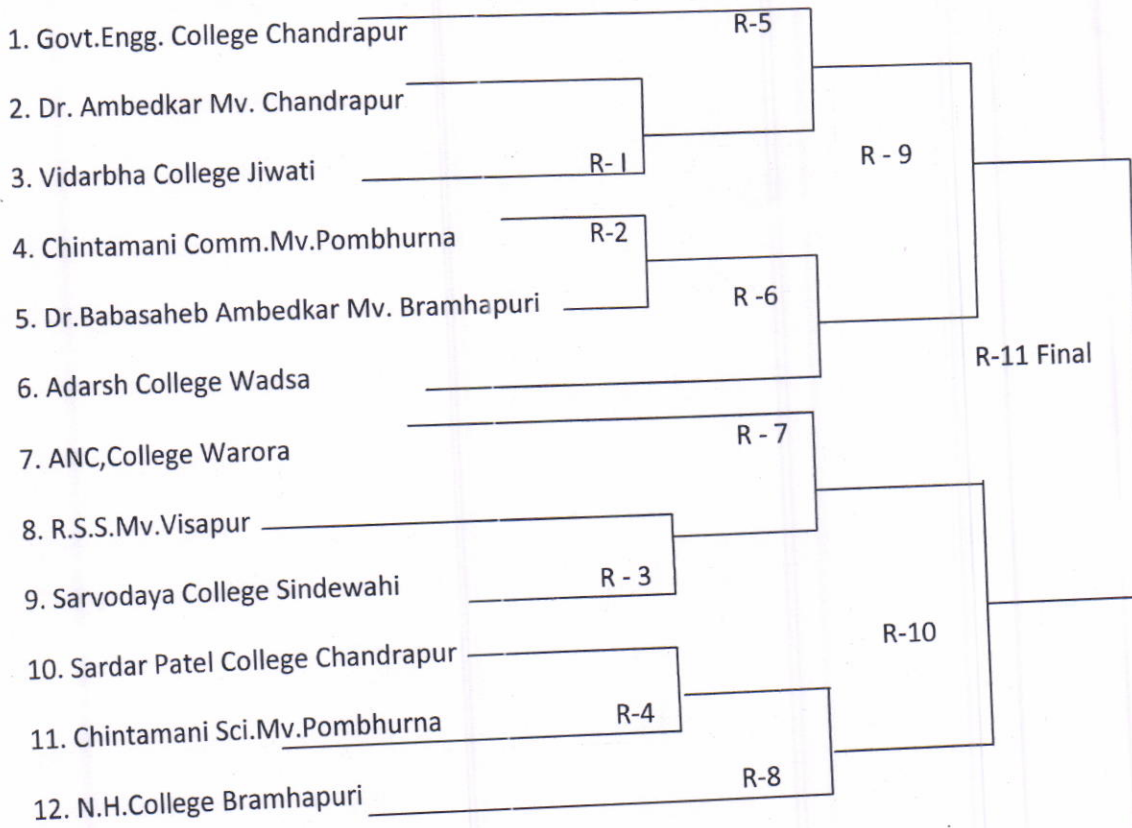 1. Govt.Engg. College Chandrapur
R-5
2. Dr. Ambedkar Mv. Chandrapur
R - 9
3. Vidarbha College Jiwati
R- I
4. Chintamani Comm.Mv.Pombhurna
R-2
5. Dr.Babasaheb Ambedkar Mv. Bramhapuri
R -6
R-11 Final
6. Adarsh College Wadsa
7. ANC,College Warora
R - 7
8. R.S.S.Mv.Visapur
9. Sarvodaya College Sindewahi
R - 3
R-10
10. Sardar Patel College Chandrapur
11. Chintamani Sci.Mv.Pombhurna
R-4
12. N.H.College Bramhapuri
R-8